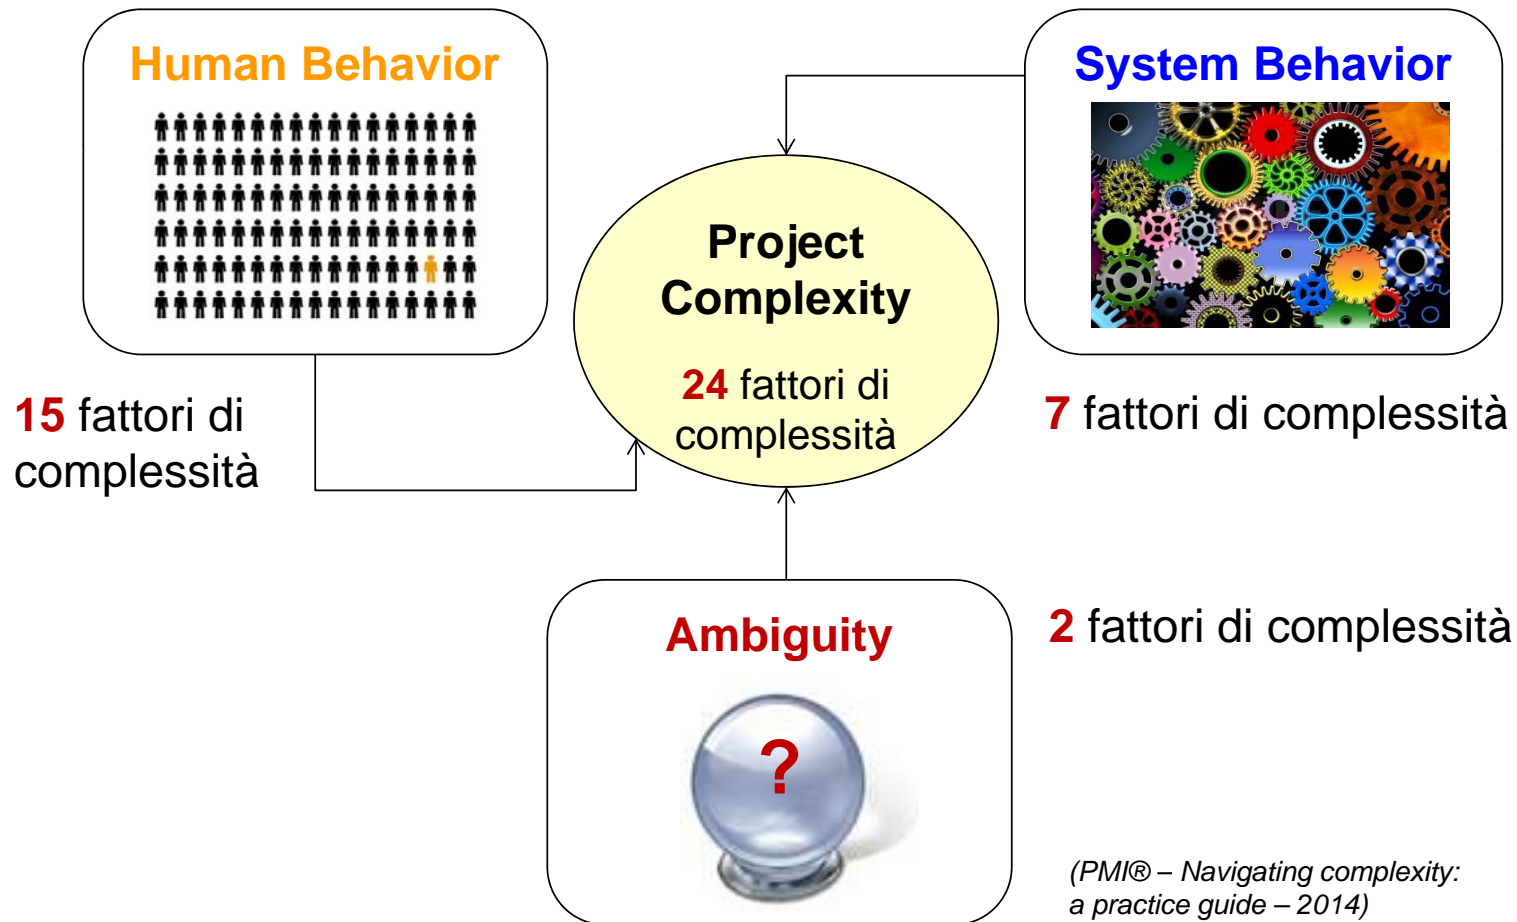 Human Behavior
System Behavior
Project
Complexity
24 fattori di
complessità
15 fattori di
complessità
7 fattori di complessità
Ambiguity
?
2 fattori di complessità
(PMI® – Navigating complexity:
a practice guide – 2014)